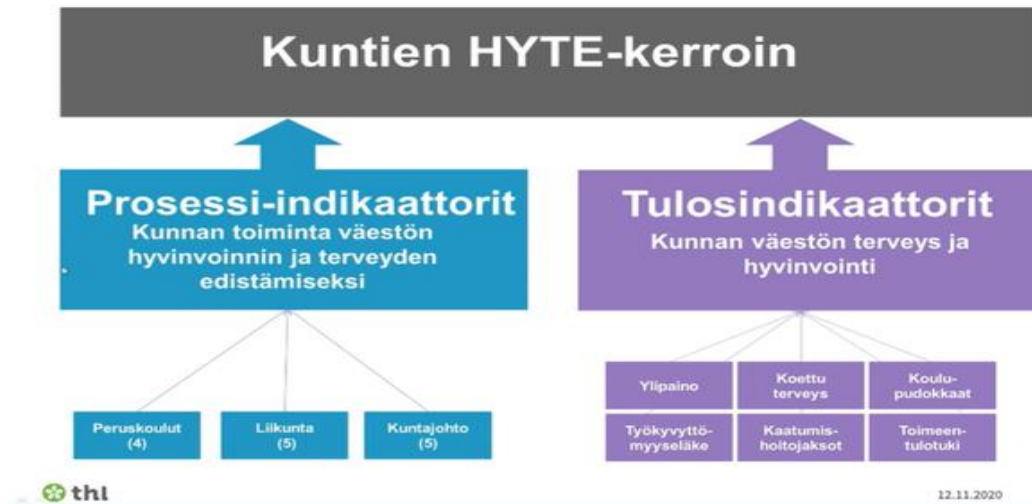 Kuntien HYTE-kerroin
Prosessi-indikaattorit
Kunnan toiminta väestön
hyvinvoinnin ja terveyden
edistämiseksi
Tulosindikaattorit
Kunnan väestön terveys ja
hyvinvointi
Peruskoulut
(4)
Liikunta
(5)
Kuntajohto
(5)
Ylipaino
Koettu
terveys
Koulu-
pudokkaat
Työkyvyttö-
myyseläke
Kaatumis-
hoitojaksot
Toimeen-
tulotuki
thl
12.11.2020